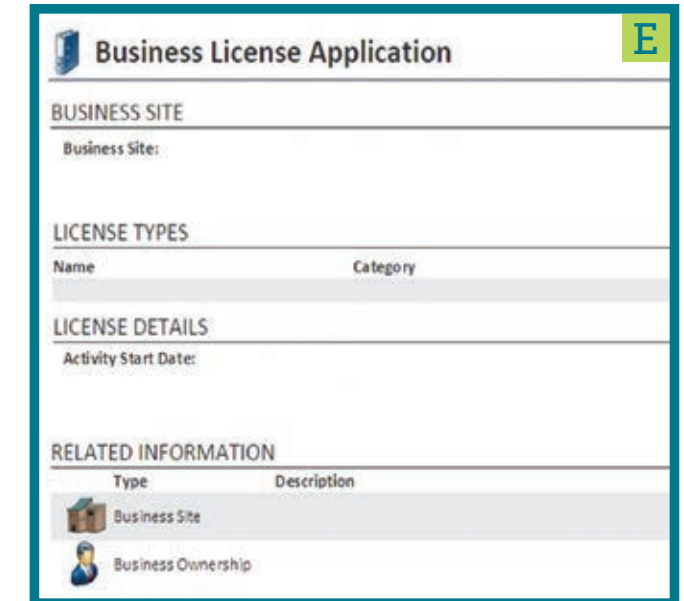 Business License Application
E
BUSINESS SITE
Business Site:
LICENSE TYPES
Name Category
LICENSE DETAILS
Activity Start Date:
RELATED INFORMATION
Type Description
Business Site
Business Ownership